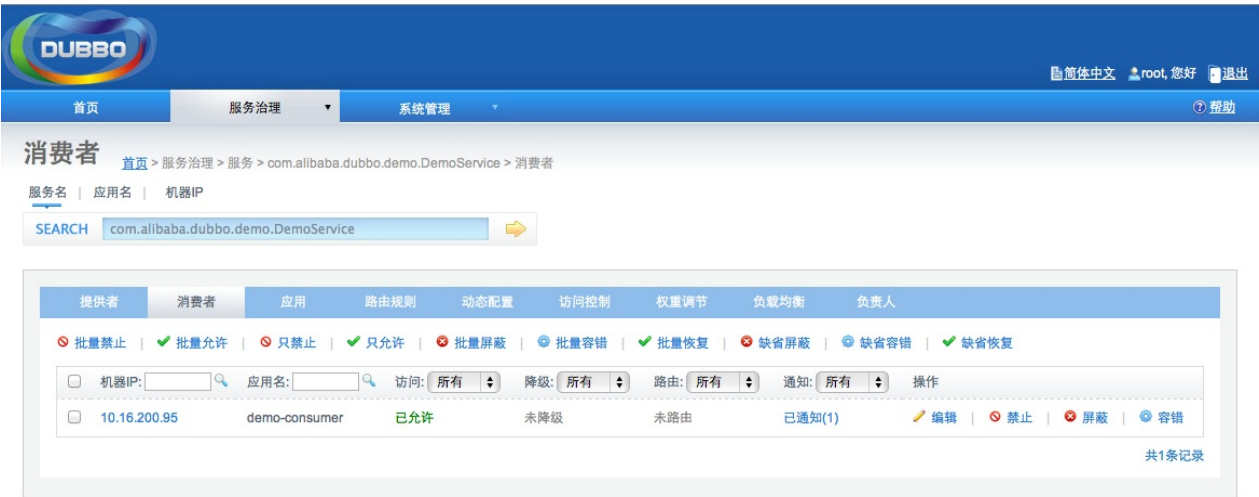 DUBBO
简体中文 root, 您好 退出
首页 服务治理 系统管理 帮助
消费者 首页 > 服务治理 > 服务 > com.alibaba.dubbo.demo.DemoService > 消费者
服务名 | 应用名 | 机器IP
SEARCH com.alibaba.dubbo.demo.DemoService
提供者 消费者 应用 路由规则 动态配置 访问控制 权重调节 负载均衡 负责人
批量禁止 | 批量允许 | 只禁止 | 只允许 | 批量屏蔽 | 批量容错 | 批量恢复 | 缺省屏蔽 | 缺省容错 | 缺省恢复
机器IP: 应用名: 访问: 所有 降级: 所有 路由: 所有 通知: 所有 操作
10.16.200.95 demo-consumer 已允许 未降级 未路由 已通知(1) 编辑 | 禁止 | 屏蔽 | 容错
共1条记录